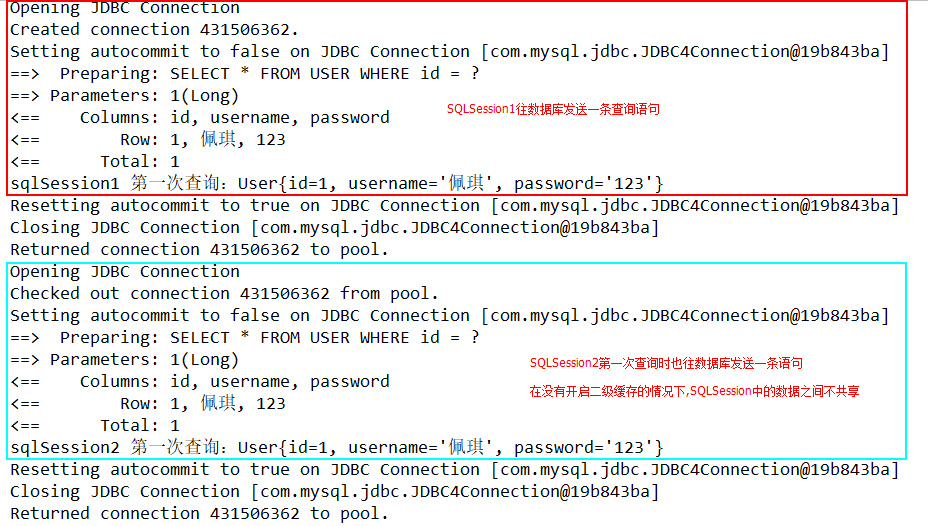 Opening JDBC Connection
Created connection 431506362.
Setting autocommit to false on JDBC Connection [com.mysql.jdbc.JDBC4Connection@19b843ba]
==>  Preparing: SELECT * FROM USER WHERE id = ?
==> Parameters: 1(Long)
SQLSession1往数据库发送一条查询语句
<==    Columns: id, username, password
<==        Row: 1, 佩琪, 123
<==      Total: 1
sqlSession1 第一次查询：User{id=1, username='佩琪', password='123'}
Resetting autocommit to true on JDBC Connection [com.mysql.jdbc.JDBC4Connection@19b843ba]
Closing JDBC Connection [com.mysql.jdbc.JDBC4Connection@19b843ba]
Returned connection 431506362 to pool.
Opening JDBC Connection
Checked out connection 431506362 from pool.
Setting autocommit to false on JDBC Connection [com.mysql.jdbc.JDBC4Connection@19b843ba]
==>  Preparing: SELECT * FROM USER WHERE id = ?
==> Parameters: 1(Long)
SQLSession2第一次查询时也往数据库发送一条语句
<==    Columns: id, username, password
在没有开启二级缓存的情况下,SQLSession中的数据之间不共享
<==        Row: 1, 佩琪, 123
<==      Total: 1
sqlSession2 第一次查询：User{id=1, username='佩琪', password='123'}
Resetting autocommit to true on JDBC Connection [com.mysql.jdbc.JDBC4Connection@19b843ba]
Closing JDBC Connection [com.mysql.jdbc.JDBC4Connection@19b843ba]
Returned connection 431506362 to pool.